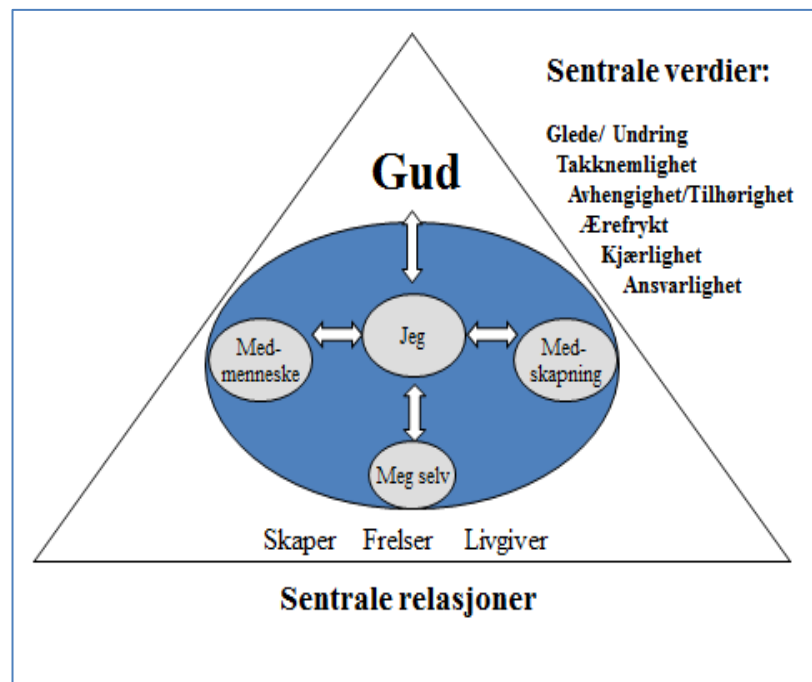 Sentrale verdier:
Glede/ Undring
Takknemlighet
Avhengighet/Tilhørighet
Ærefrykt
Kjærlighet
Ansvarlighet
Gud
Jeg
Med-
menneske
Med-
skapning
Meg selv
Skaper Frelser Livgiver
Sentrale relasjoner